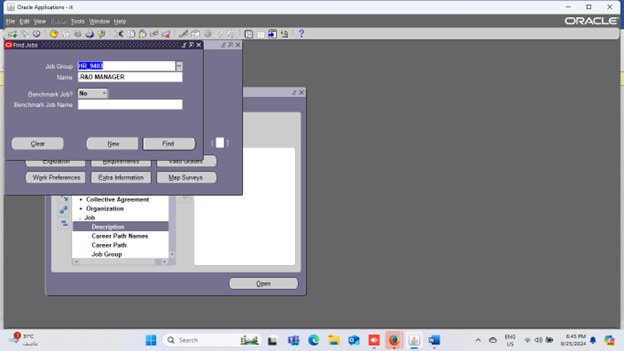 Oracle Applications - it
File Edit View Folder Tools Window Help
ORACLE
Find Jobs
Job Group HR_9401
Name .R&D MANAGER
Benchmark Job? No
Benchmark Job Name
Clear New Find
[ ]
Evaluation Requirements Valid Grades
Work Preferences Extra Information Map Surveys
+ Collective Agreement
+ Organization
- Job
Description
Career Path Names
Career Path
Job Group
Open
31°C
Search
ENG
US
6:45 PM
9/25/2024